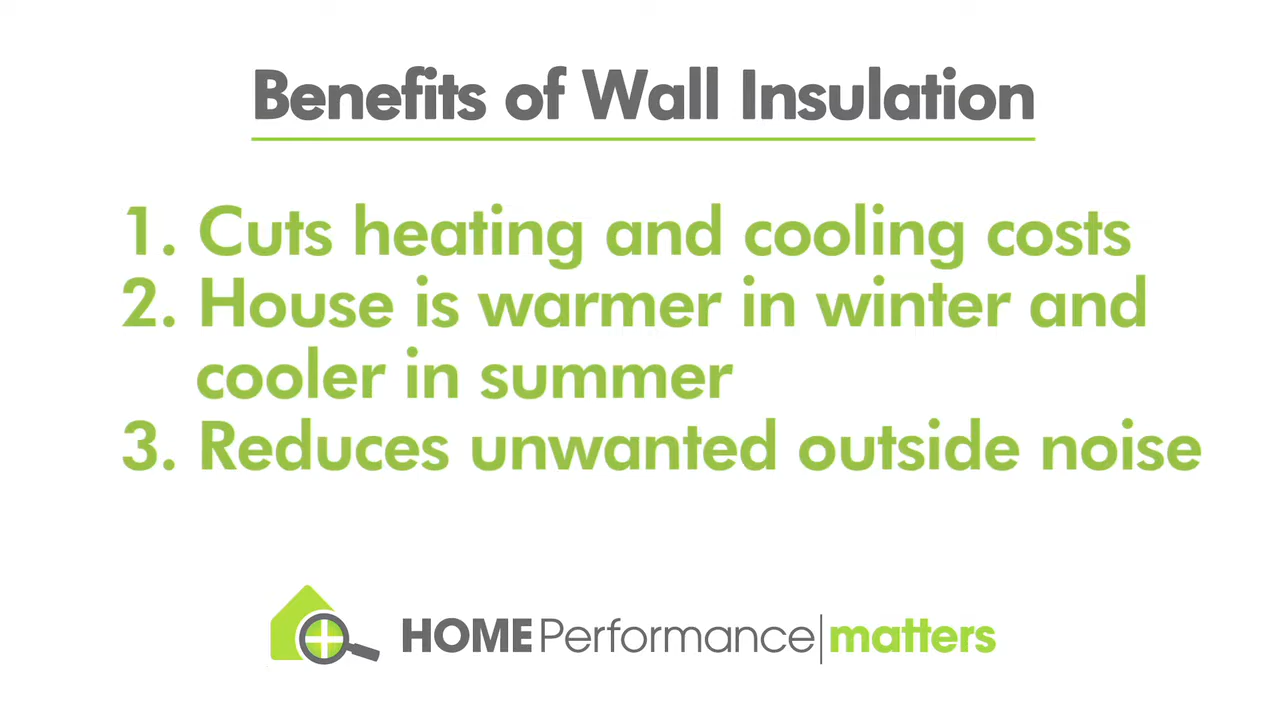 Benefits of Wall Insulation
1. Cuts heating and cooling costs
2. House is warmer in winter and
cooler in summer
3. Reduces unwanted outside noise
HOME Performance|matters